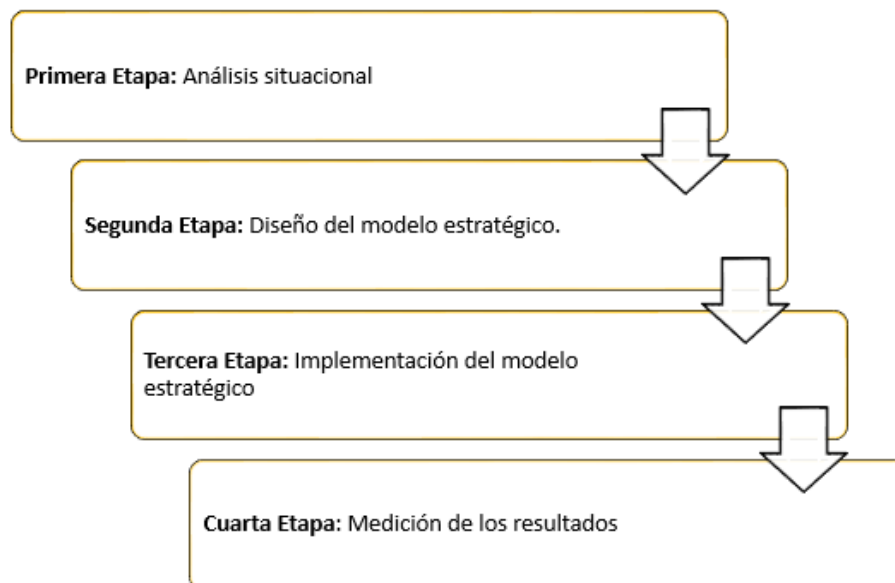 Primera Etapa: Análisis situacional
Segunda Etapa: Diseño del modelo estratégico.
Tercera Etapa: Implementación del modelo
estratégico
Cuarta Etapa: Medición de los resultados